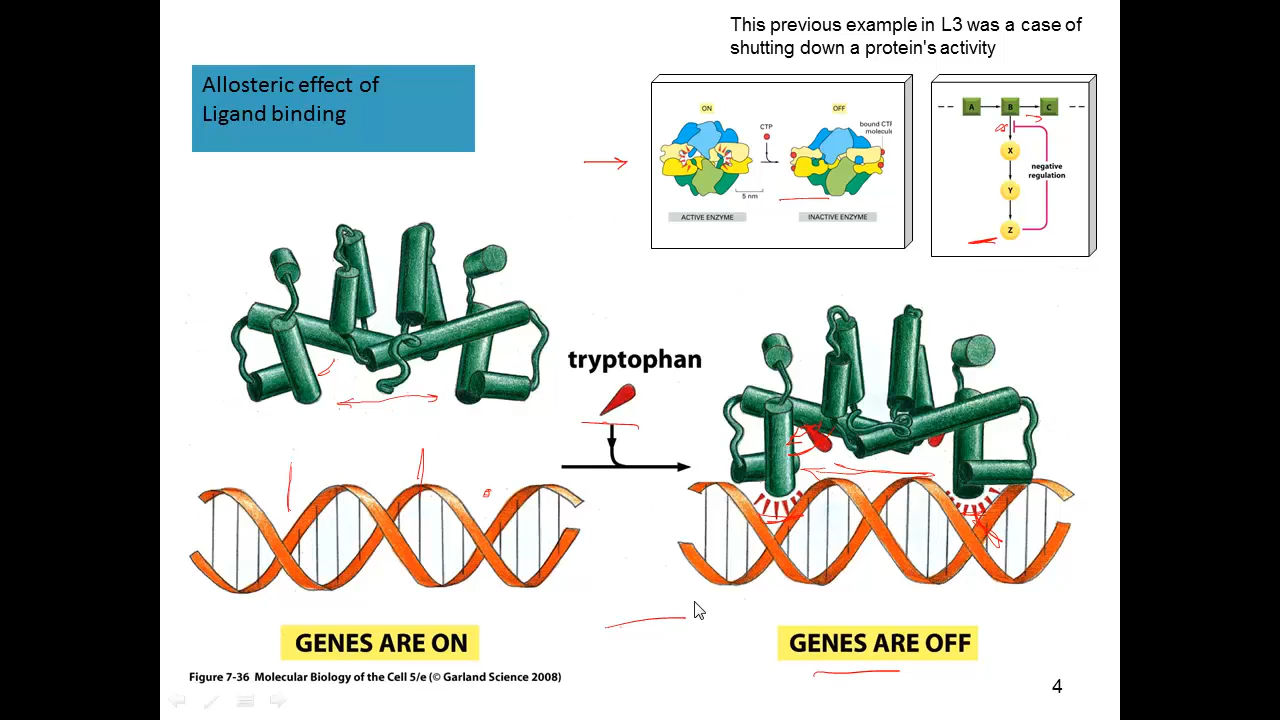 This previous example in L3 was a case of
shutting down a protein's activity
Allosteric effect of
Ligand binding
ON
OFF
CTP
bound CTP
molecule
5 nm
ACTIVE ENZYME
INACTIVE ENZYME
A
B
C
X
negative
regulation
Y
Z
tryptophan
GENES ARE ON
GENES ARE OFF
Figure 7-36 Molecular Biology of the Cell 5/e (© Garland Science 2008)
4